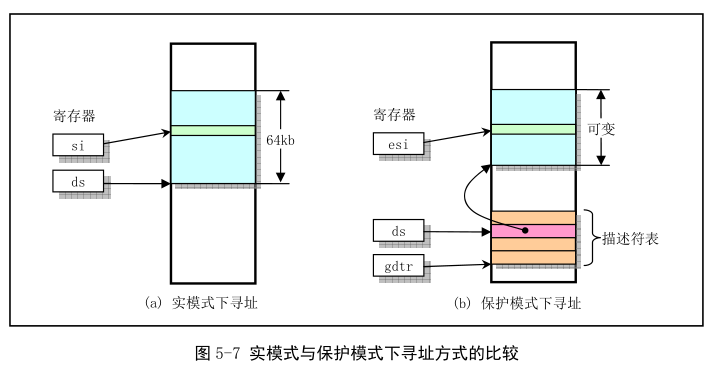 寄存器
si
ds
64kb
(a) 实模式下寻址
寄存器
esi
可变
ds
gdtr
描述符表
(b) 保护模式下寻址
图 5-7 实模式与保护模式下寻址方式的比较